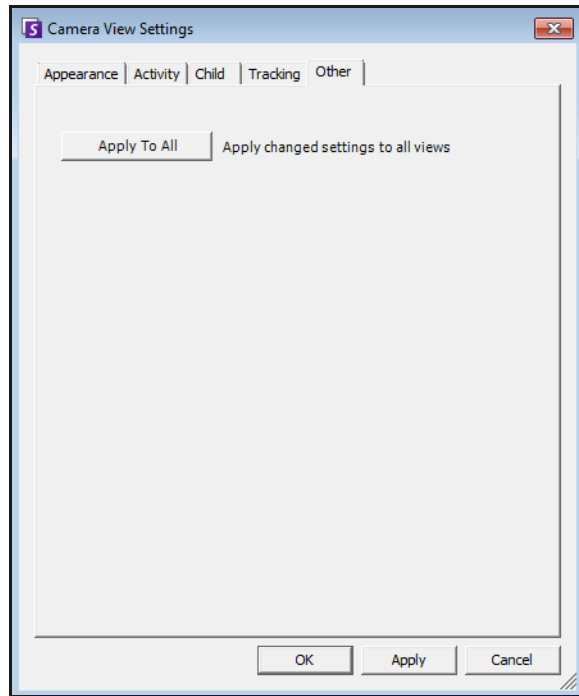 Camera View Settings
Appearance Activity Child Tracking Other
Apply To All Apply changed settings to all views
OK Apply Cancel